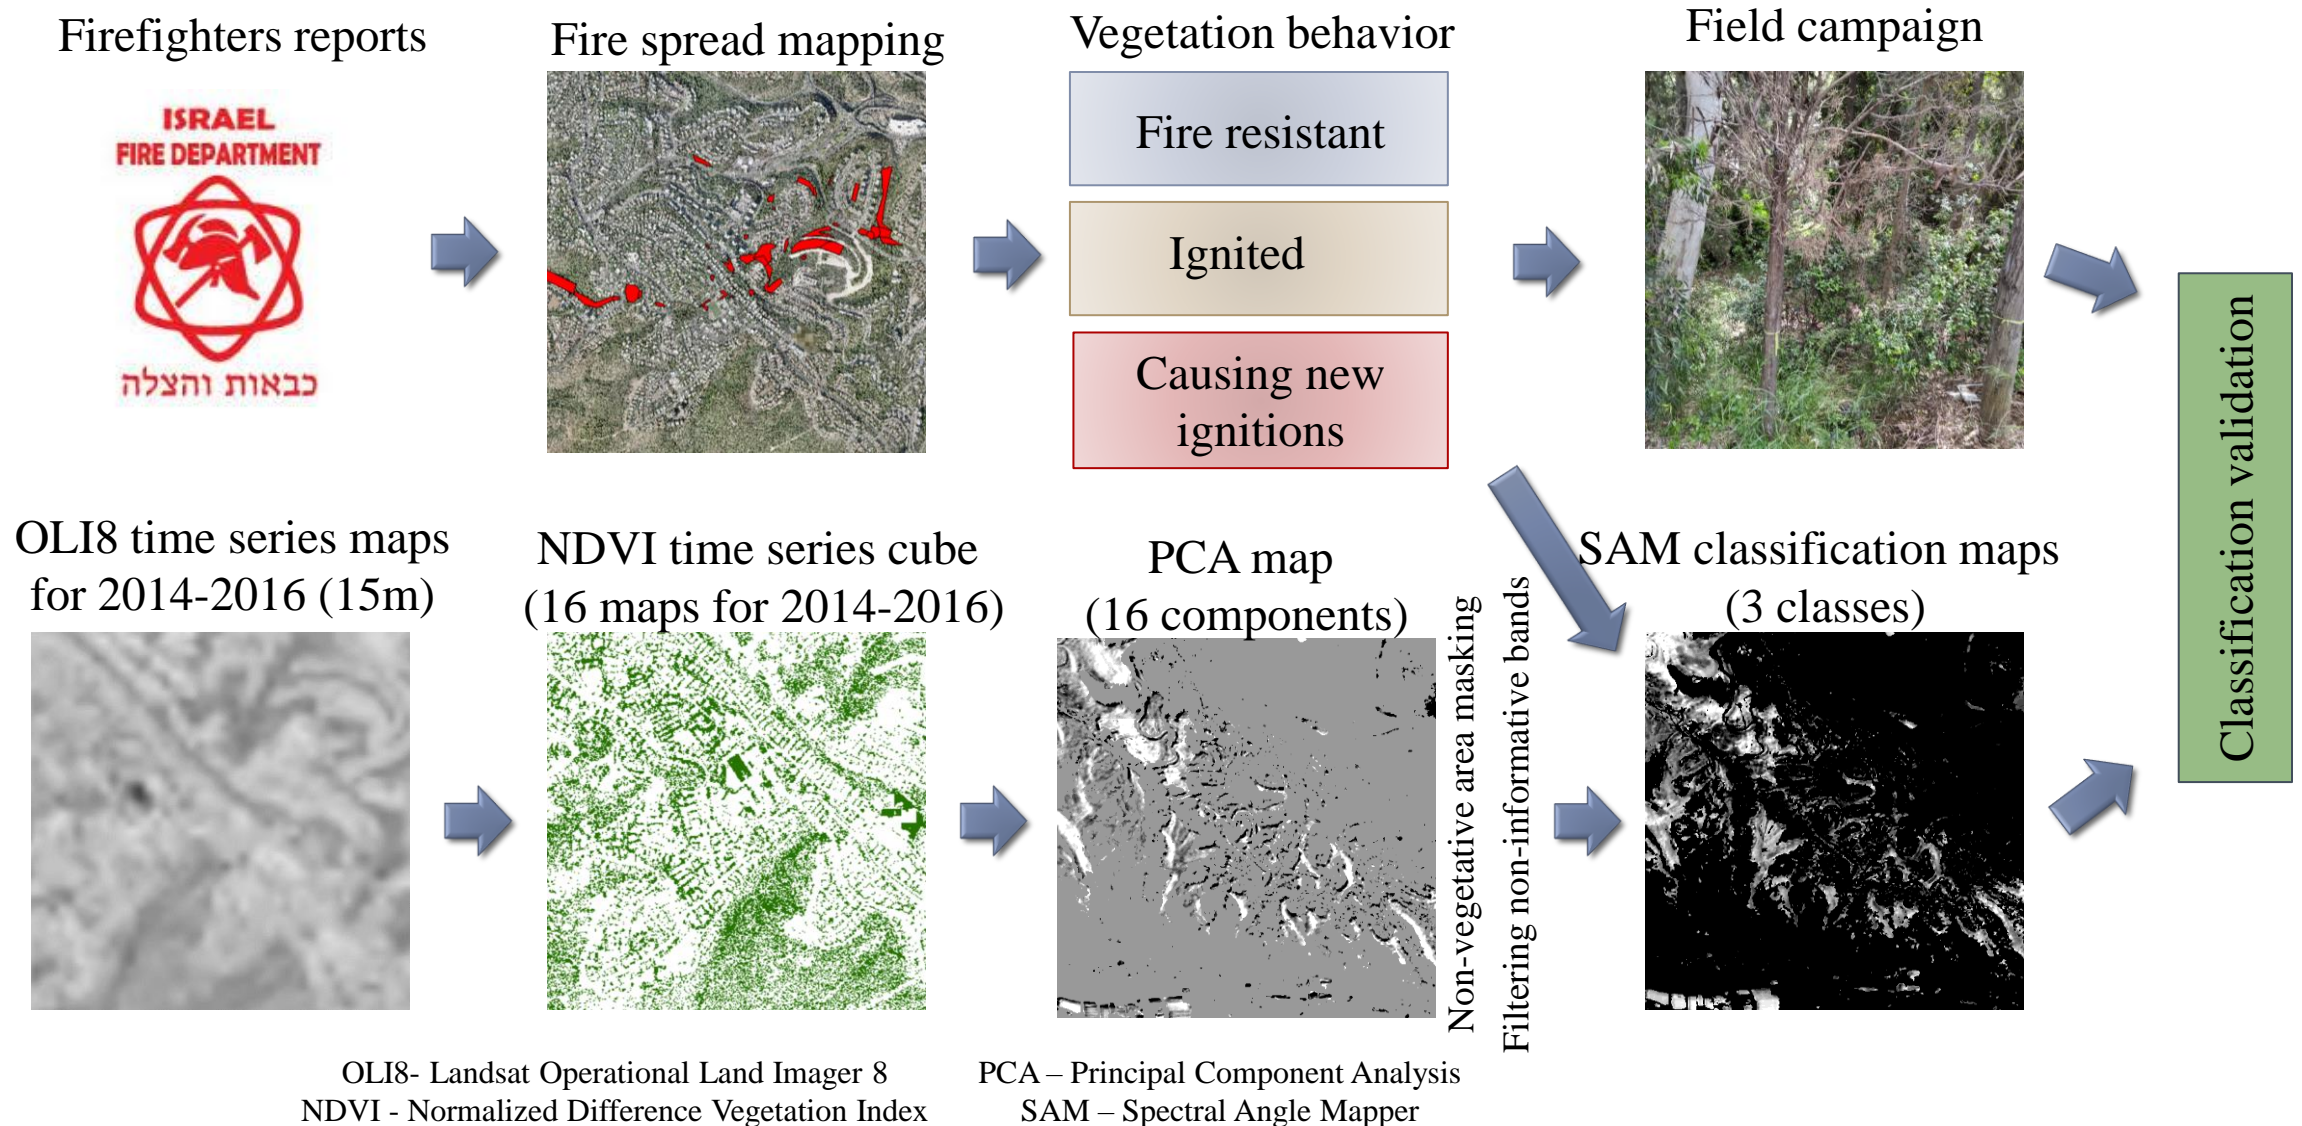 Firefighters reports
ISRAEL
FIRE DEPARTMENT
כבאות והצלה
Fire spread mapping
Vegetation behavior
Fire resistant
Ignited
Causing new
ignitions
Field campaign
OLI8 time series maps
for 2014-2016 (15m)
NDVI time series cube
(16 maps for 2014-2016)
PCA map
(16 components)
Non-vegetative area masking
Filtering non-informative bands
SAM classification maps
(3 classes)
Classification validation
OLI8- Landsat Operational Land Imager 8
NDVI - Normalized Difference Vegetation Index
PCA – Principal Component Analysis
SAM – Spectral Angle Mapper